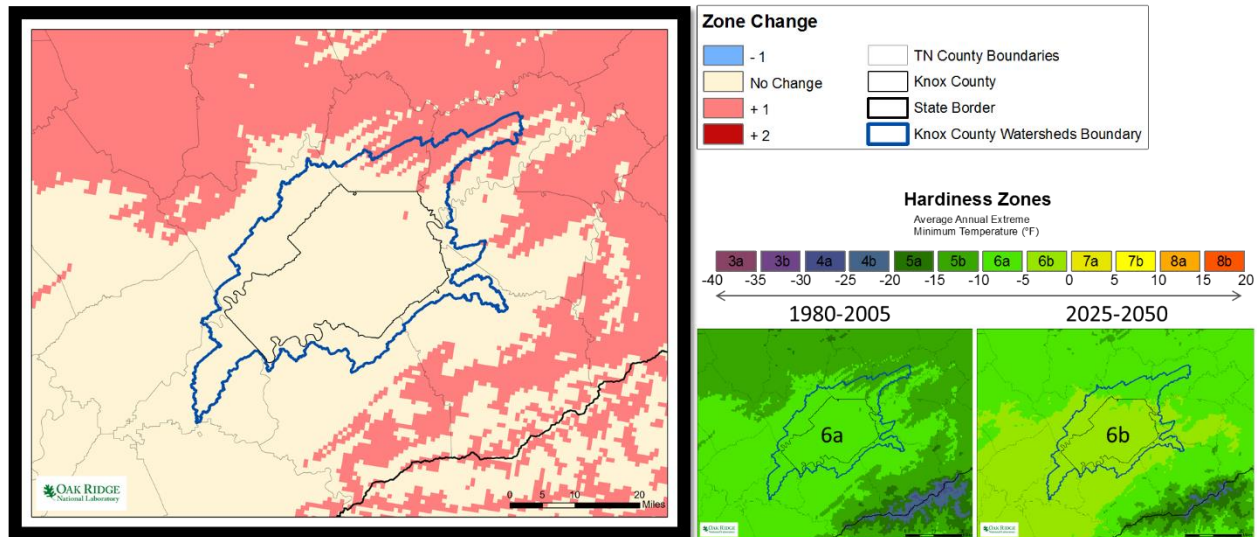 Zone Change
- 1
No Change
+ 1
+ 2
TN County Boundaries
Knox County
State Border
Knox County Watersheds Boundary
Hardiness Zones
Average Annual Extreme
Minimum Temperature (°F)
3a 3b 4a 4b 5a 5b 6a 6b 7a 7b 8a 8b
-40 -35 -30 -25 -20 -15 -10 -5 0 5 10 15 20
1980-2005 2025-2050
6a 6b
OAK RIDGE
National Laboratory
0 5 10 20
Miles